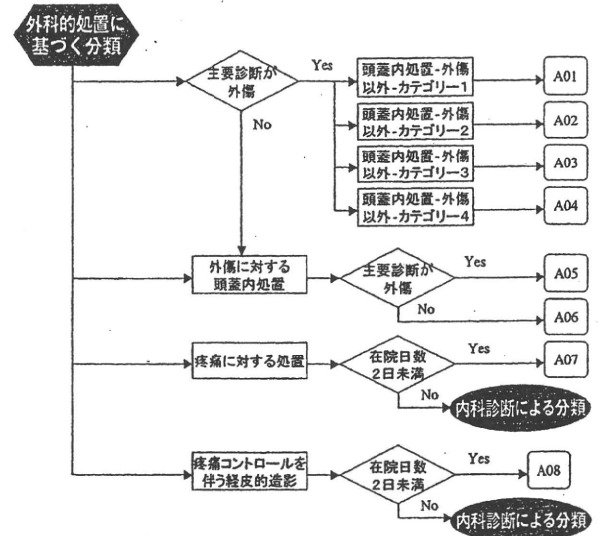 外科的処置に
基づく分類
主要診断が
外傷
Yes
No
頭蓋内処置-外傷
以外-カテゴリー1
A01
頭蓋内処置-外傷
以外-カテゴリー2
A02
頭蓋内処置-外傷
以外-カテゴリー3
A03
頭蓋内処置-外傷
以外-カテゴリー4
A04
外傷に対する
頭蓋内処置
主要診断が
外傷
Yes
A05
No
A06
疼痛に対する処置
在院日数
2日未満
Yes
A07
No
内科診断による分類
疼痛コントロールを
伴う経皮的造影
在院日数
2日未満
Yes
A08
No
内科診断による分類